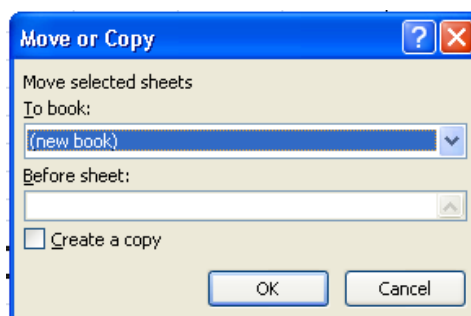 Move or Copy
Move selected sheets
To book:
(new book)
Before sheet:
Create a copy
OK Cancel